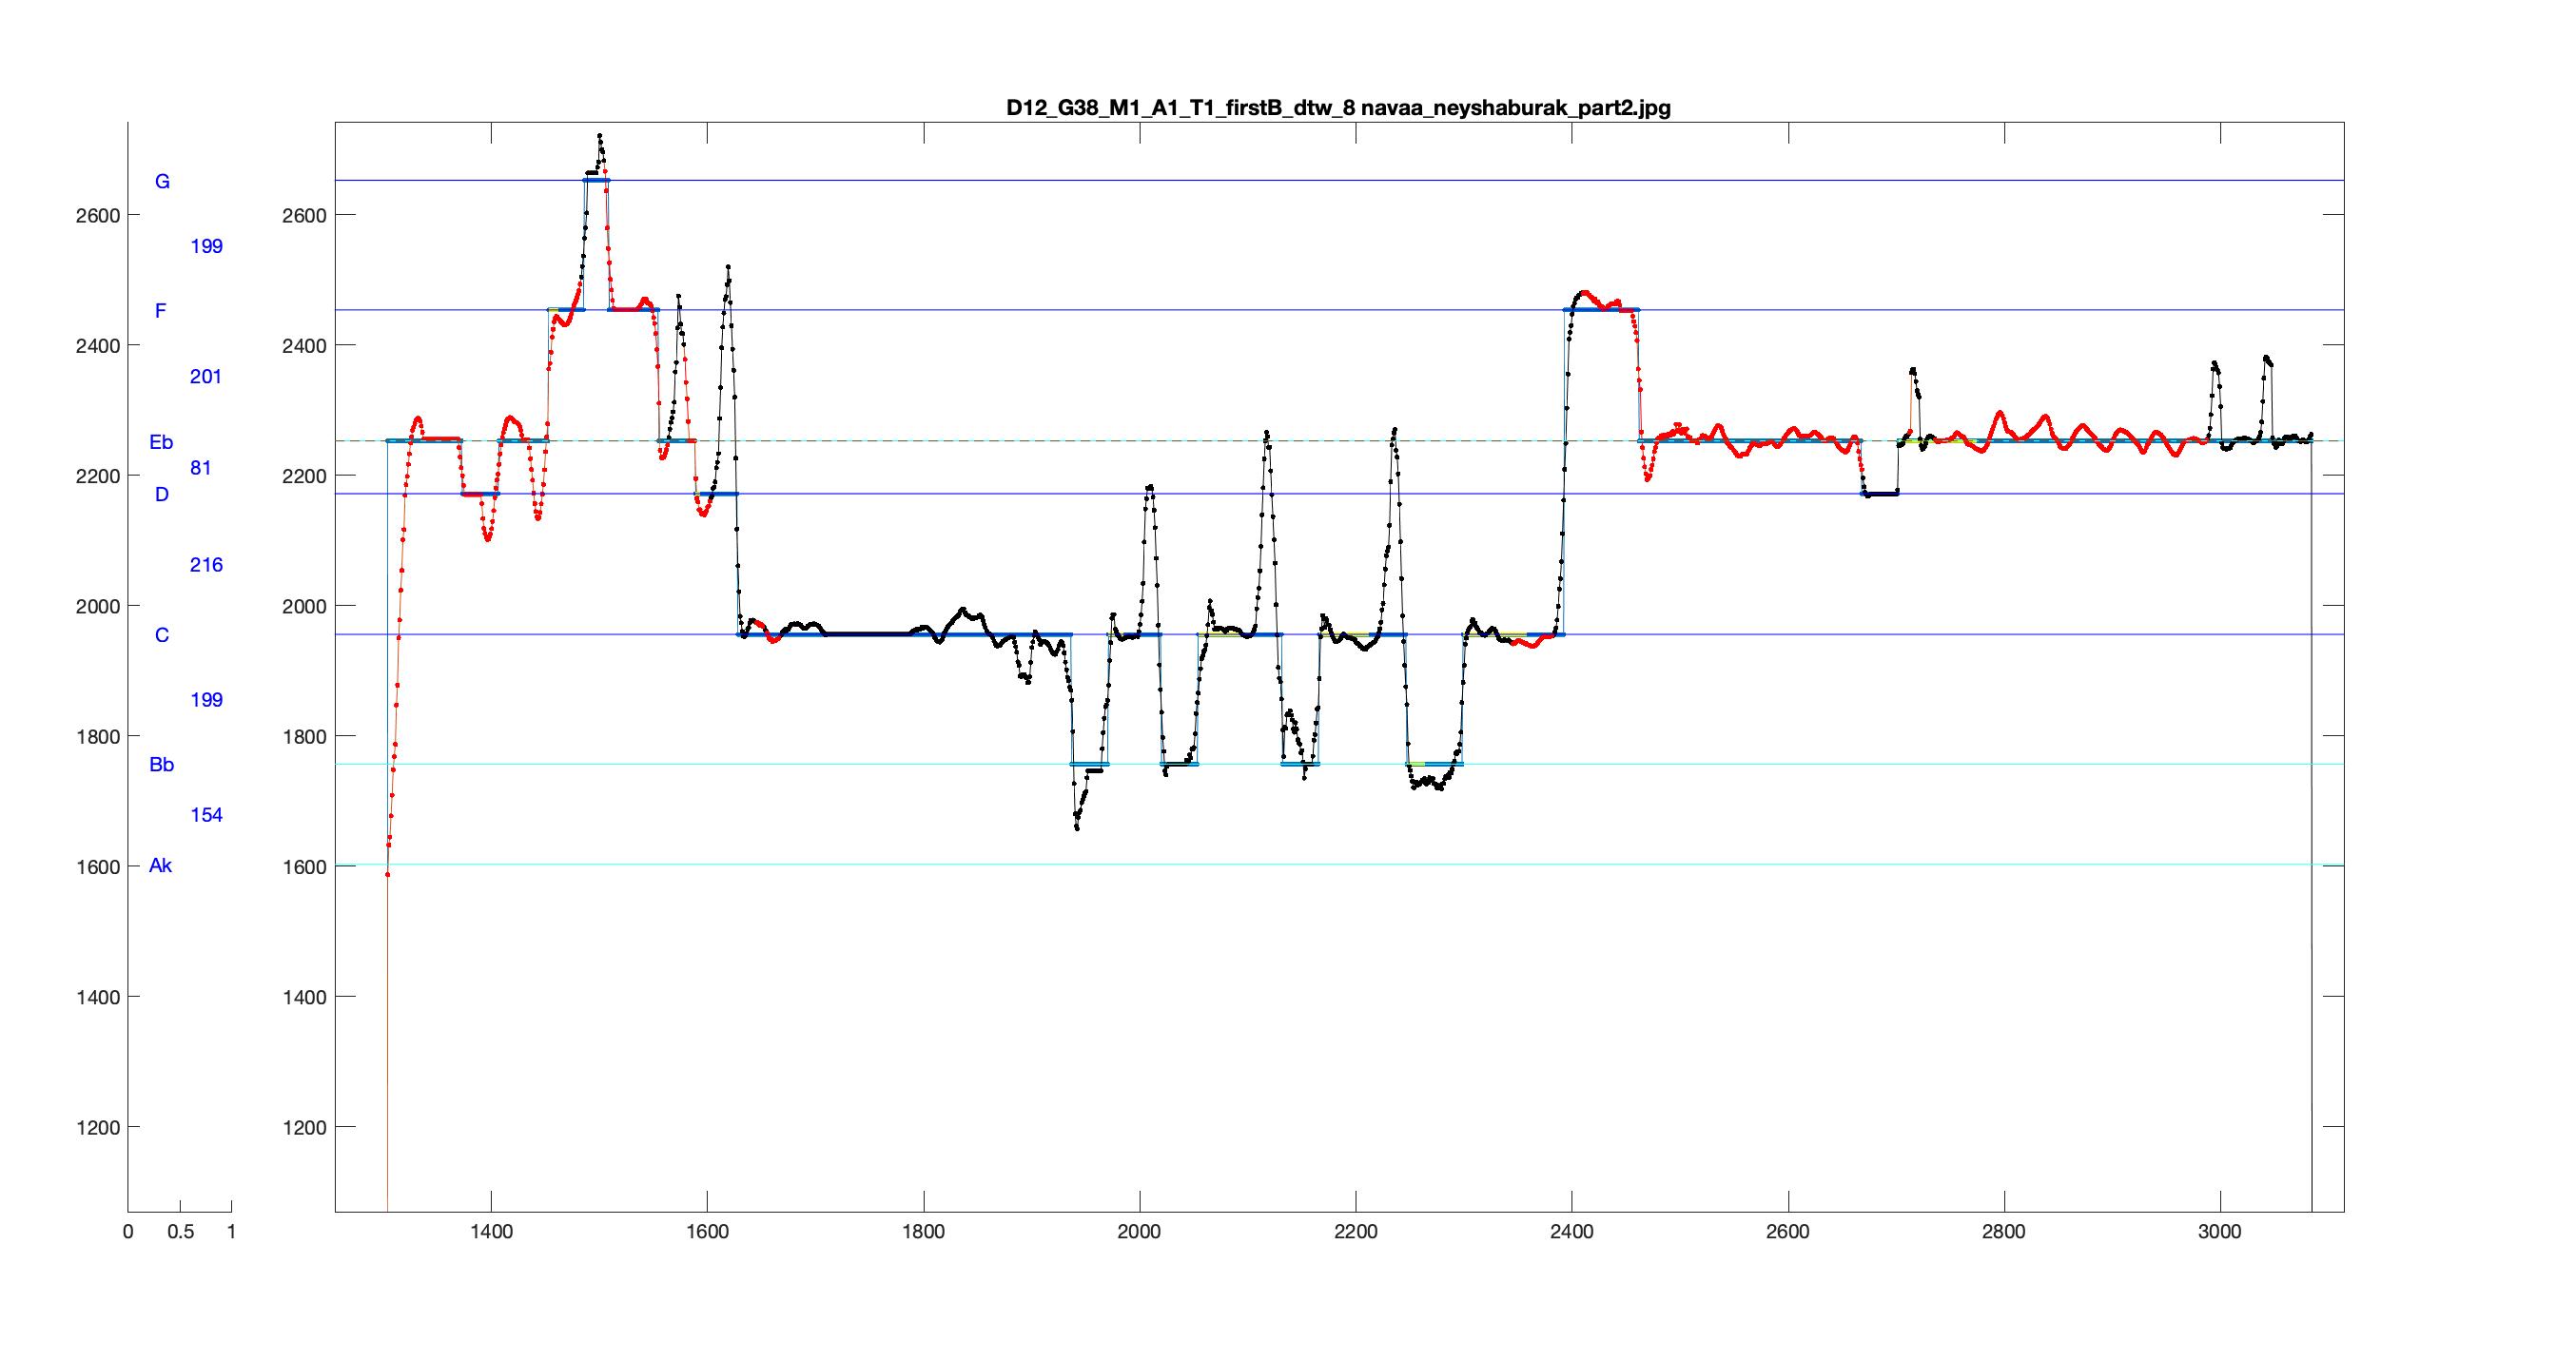 D12_G38_M1_A1_T1_firstB_dtw_8 navaa_neyshaburak_part2.jpg
G
2600 2600
199
F
2400 2400
201
Eb
81
2200 2200
D
216
2000 2000
C
199
1800 1800
Bb
154
1600 Ak 1600
1400 1400
1200 1200
0 0.5 1 1400 1600 1800 2000 2200 2400 2600 2800 3000